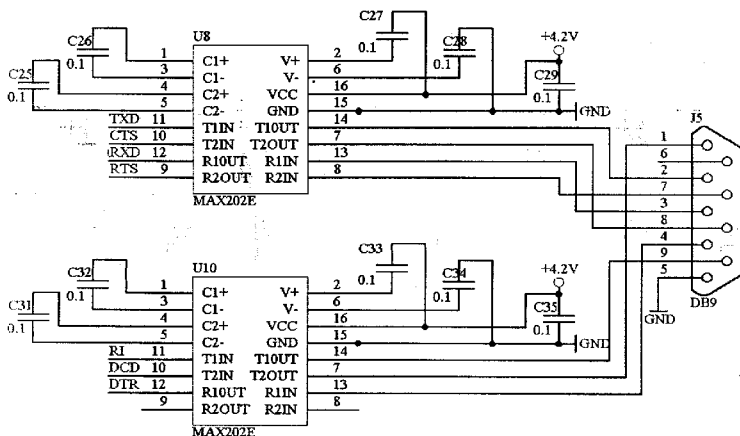 U8
C27
+4.2V
C26
0.1
C25
0.1
0.1
C28
0.1
C29
0.1
1 C1+ V+ 2
3 C1- V- 6
4 C2+ VCC 16
5 C2- GND 15
GND
TXD 11 T1IN T1OUT 14
CTS 10 T2IN T2OUT 7
RXD 12 R1OUT R1IN 13
RTS 9 R2OUT R2IN 8
MAX202E
J5
1
6
2
7
3
8
4
9
5
DB9
GND
U10
C33
+4.2V
C32
0.1
C31
0.1
0.1
C34
0.1
C35
0.1
1 C1+ V+ 2
3 C1- V- 6
4 C2+ VCC 16
5 C2- GND 15
GND
RI 11 T1IN T1OUT 14
DCD 10 T2IN T2OUT 7
DTR 12 R1OUT R1IN 13
9 R2OUT R2IN 8
MAX202E